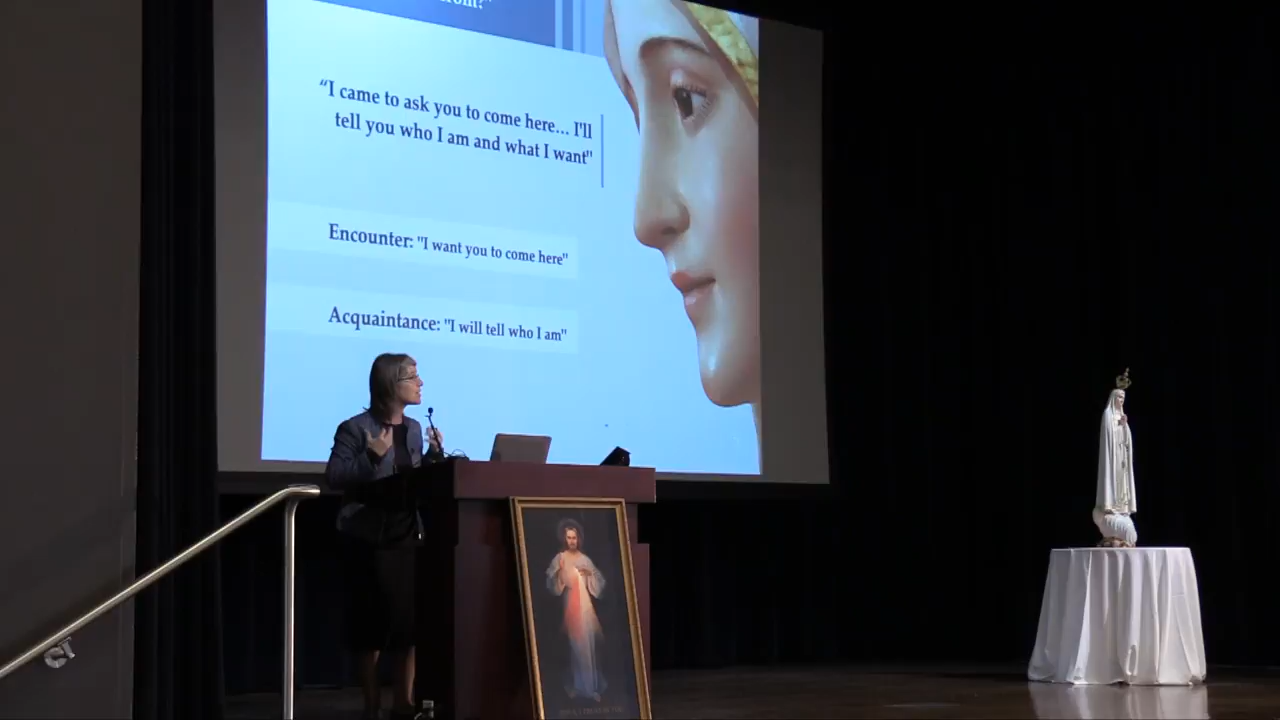 from?"
“I came to ask you to come here... I'll
tell you who I am and what I want"
Encounter: "I want you to come here"
Acquaintance: "I will tell who I am"